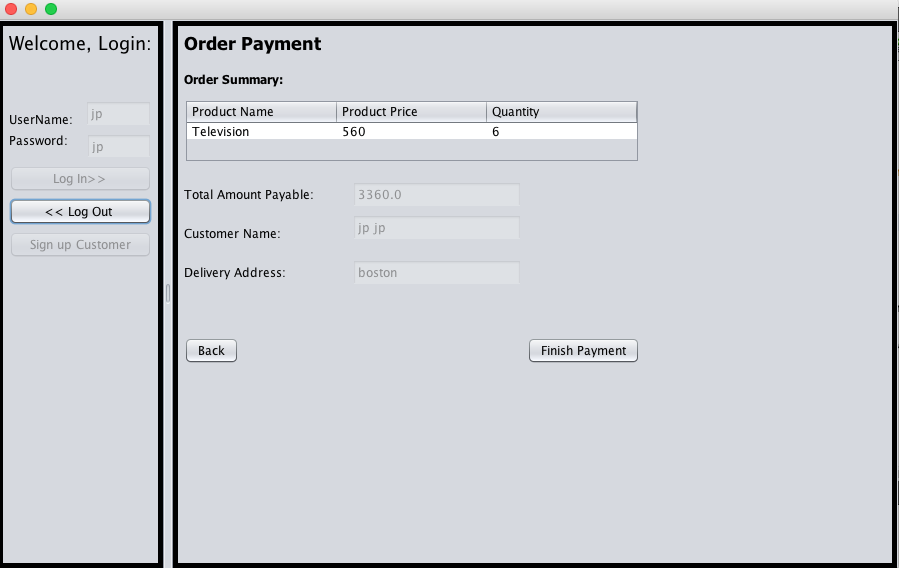 Welcome, Login:
UserName: jp
Password: jp
Log In>>
<< Log Out
Sign up Customer
Order Payment
Order Summary:
Product Name Product Price Quantity
Television 560 6
Total Amount Payable: 3360.0
Customer Name: jp jp
Delivery Address: boston
Back Finish Payment